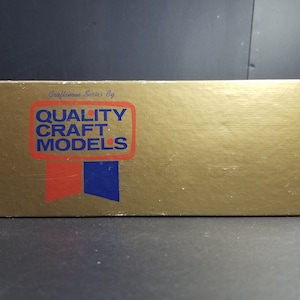 Craftsman Series By
QUALITY
CRAFT
MODELS